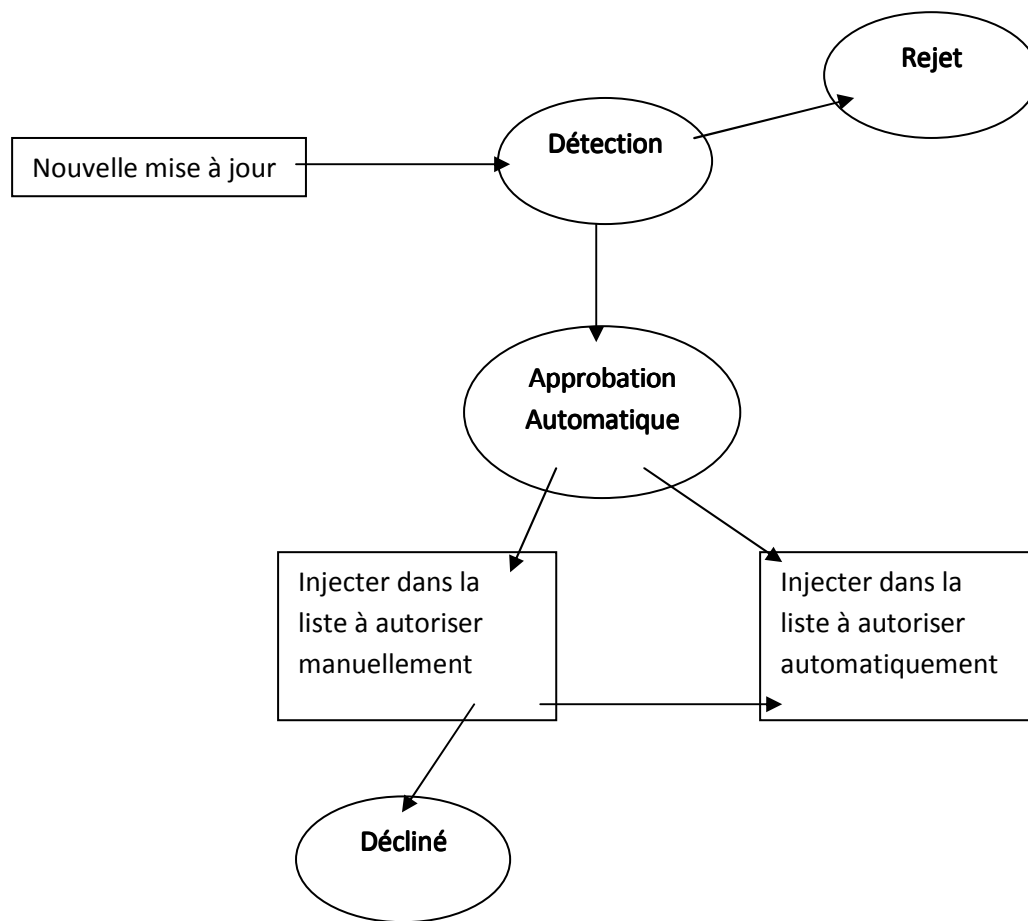 Rejet
Détection
Nouvelle mise à jour
Approbation
Automatique
Injecter dans la
liste à autoriser
manuellement
Injecter dans la
liste à autoriser
automatiquement
Décliné